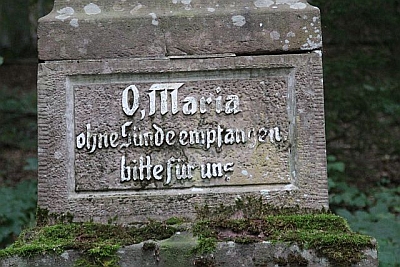 O, Maria
ohne Sünde empfangen,
bitte für uns